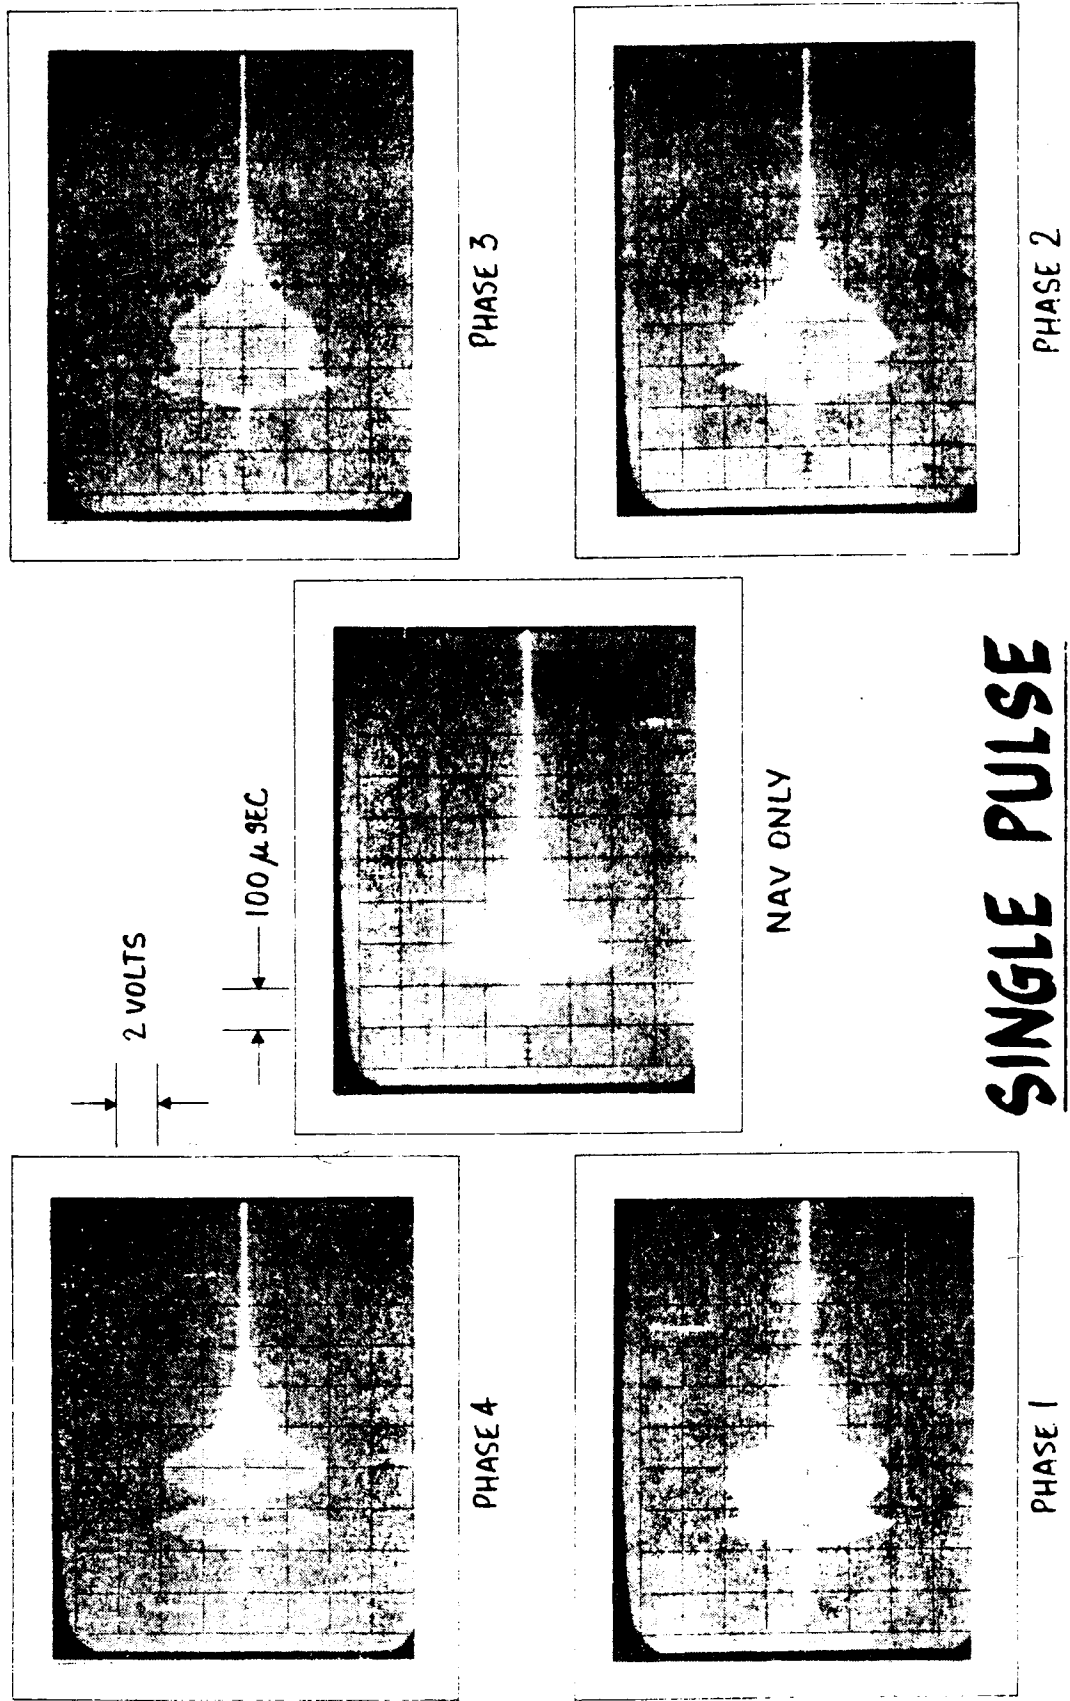 2 VOLTS
100 μ SEC
PHASE 4
PHASE 3
NAV ONLY
PHASE 1
SINGLE PULSE
PHASE 2